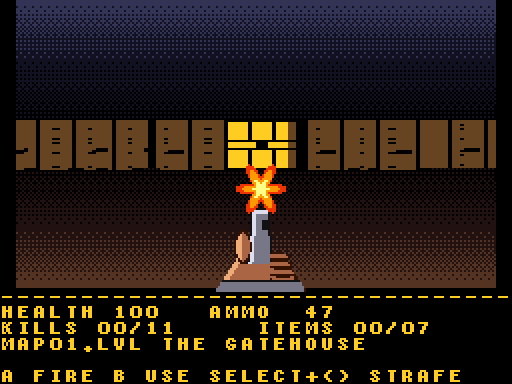 HEALTH 100 AMMO 47
KILLS 00/11 ITEMS 00/07
MAP01.LVL THE GATEHOUSE
A FIRE B USE SELECT+<> STRAFE